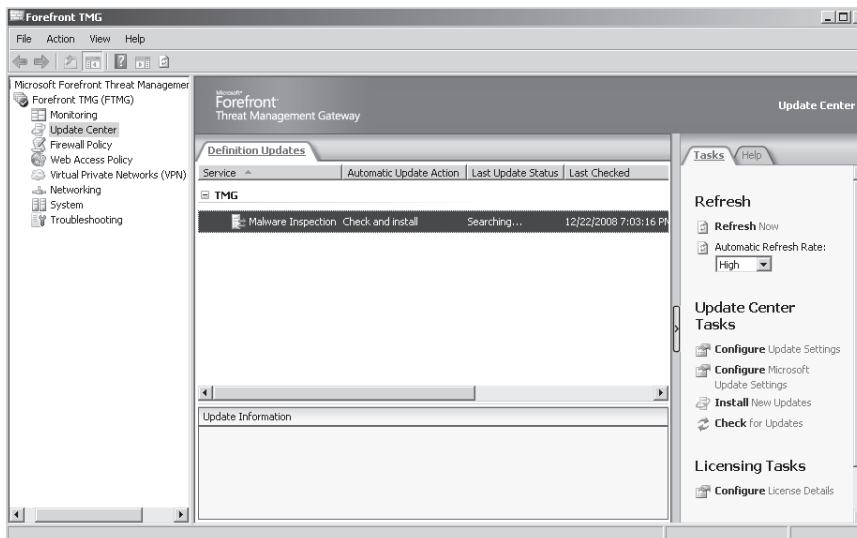 Forefront TMG
File Action View Help
Microsoft Forefront Threat Managemer
Forefront TMG (FTMG)
Monitoring
Update Center
Firewall Policy
Web Access Policy
Virtual Private Networks (VPN)
Networking
System
Troubleshooting
Microsoft
Forefront
Threat Management Gateway
Update Center
Definition Updates
Service Automatic Update Action Last Update Status Last Checked
TMG
Malware Inspection Check and install Searching... 12/22/2008 7:03:16 PM
Update Information
Tasks Help
Refresh
Refresh Now
Automatic Refresh Rate:
High
Update Center
Tasks
Configure Update Settings
Configure Microsoft
Update Settings
Install New Updates
Check for Updates
Licensing Tasks
Configure License Details